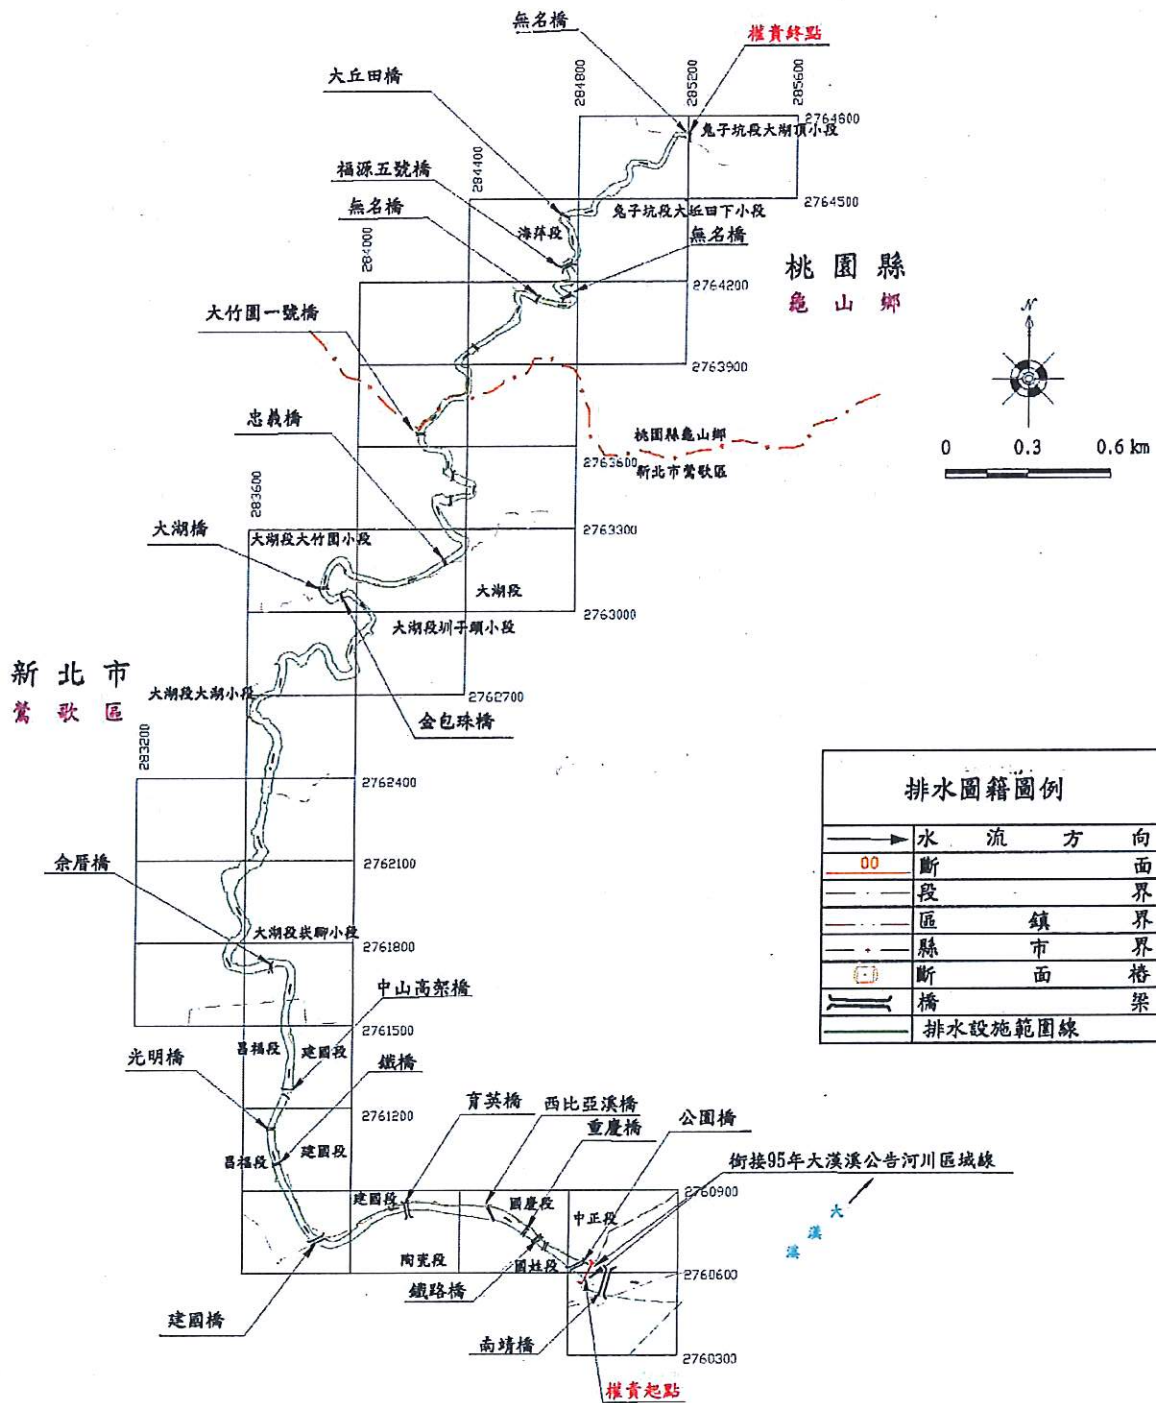 無名橋
權責終點
大丘田橋
284800
285200
285600
2764800
兔子坑段大湖頂小段
福源五號橋
284400
2764500
兔子坑段大坵田下小段
無名橋
海萍段
無名橋
284000
桃園縣
龜山鄉
2764200
大竹圍一號橋
N
2763900
忠義橋
桃園縣龜山鄉
2763600
新北市鶯歌區
0 0.3 0.6 km
283600
大湖橋
2763300
大湖段大竹圍小段
大湖段
2763000
大湖段圳子頭小段
新北市
鶯歌區
大湖段大湖小段
2762700
金包珠橋
283200
2762400
排水圖籍圖例
水流方向
00 斷面
段界
區鎮界
縣市界
斷面樁
橋梁
排水設施範圍線
2762100
余厝橋
大湖段崁腳小段
2761800
中山高架橋
2761500
昌福段
建國段
光明橋
鐵橋
2761200
育英橋
西比亞溪橋
公園橋
重慶橋
昌福段
建國段
銜接95年大漢溪公告河川區域線
2760900
建國段
國慶段
中正段
大漢溪
陶瓷段
國姓段
2760600
鐵路橋
建國橋
南靖橋
2760300
權責起點